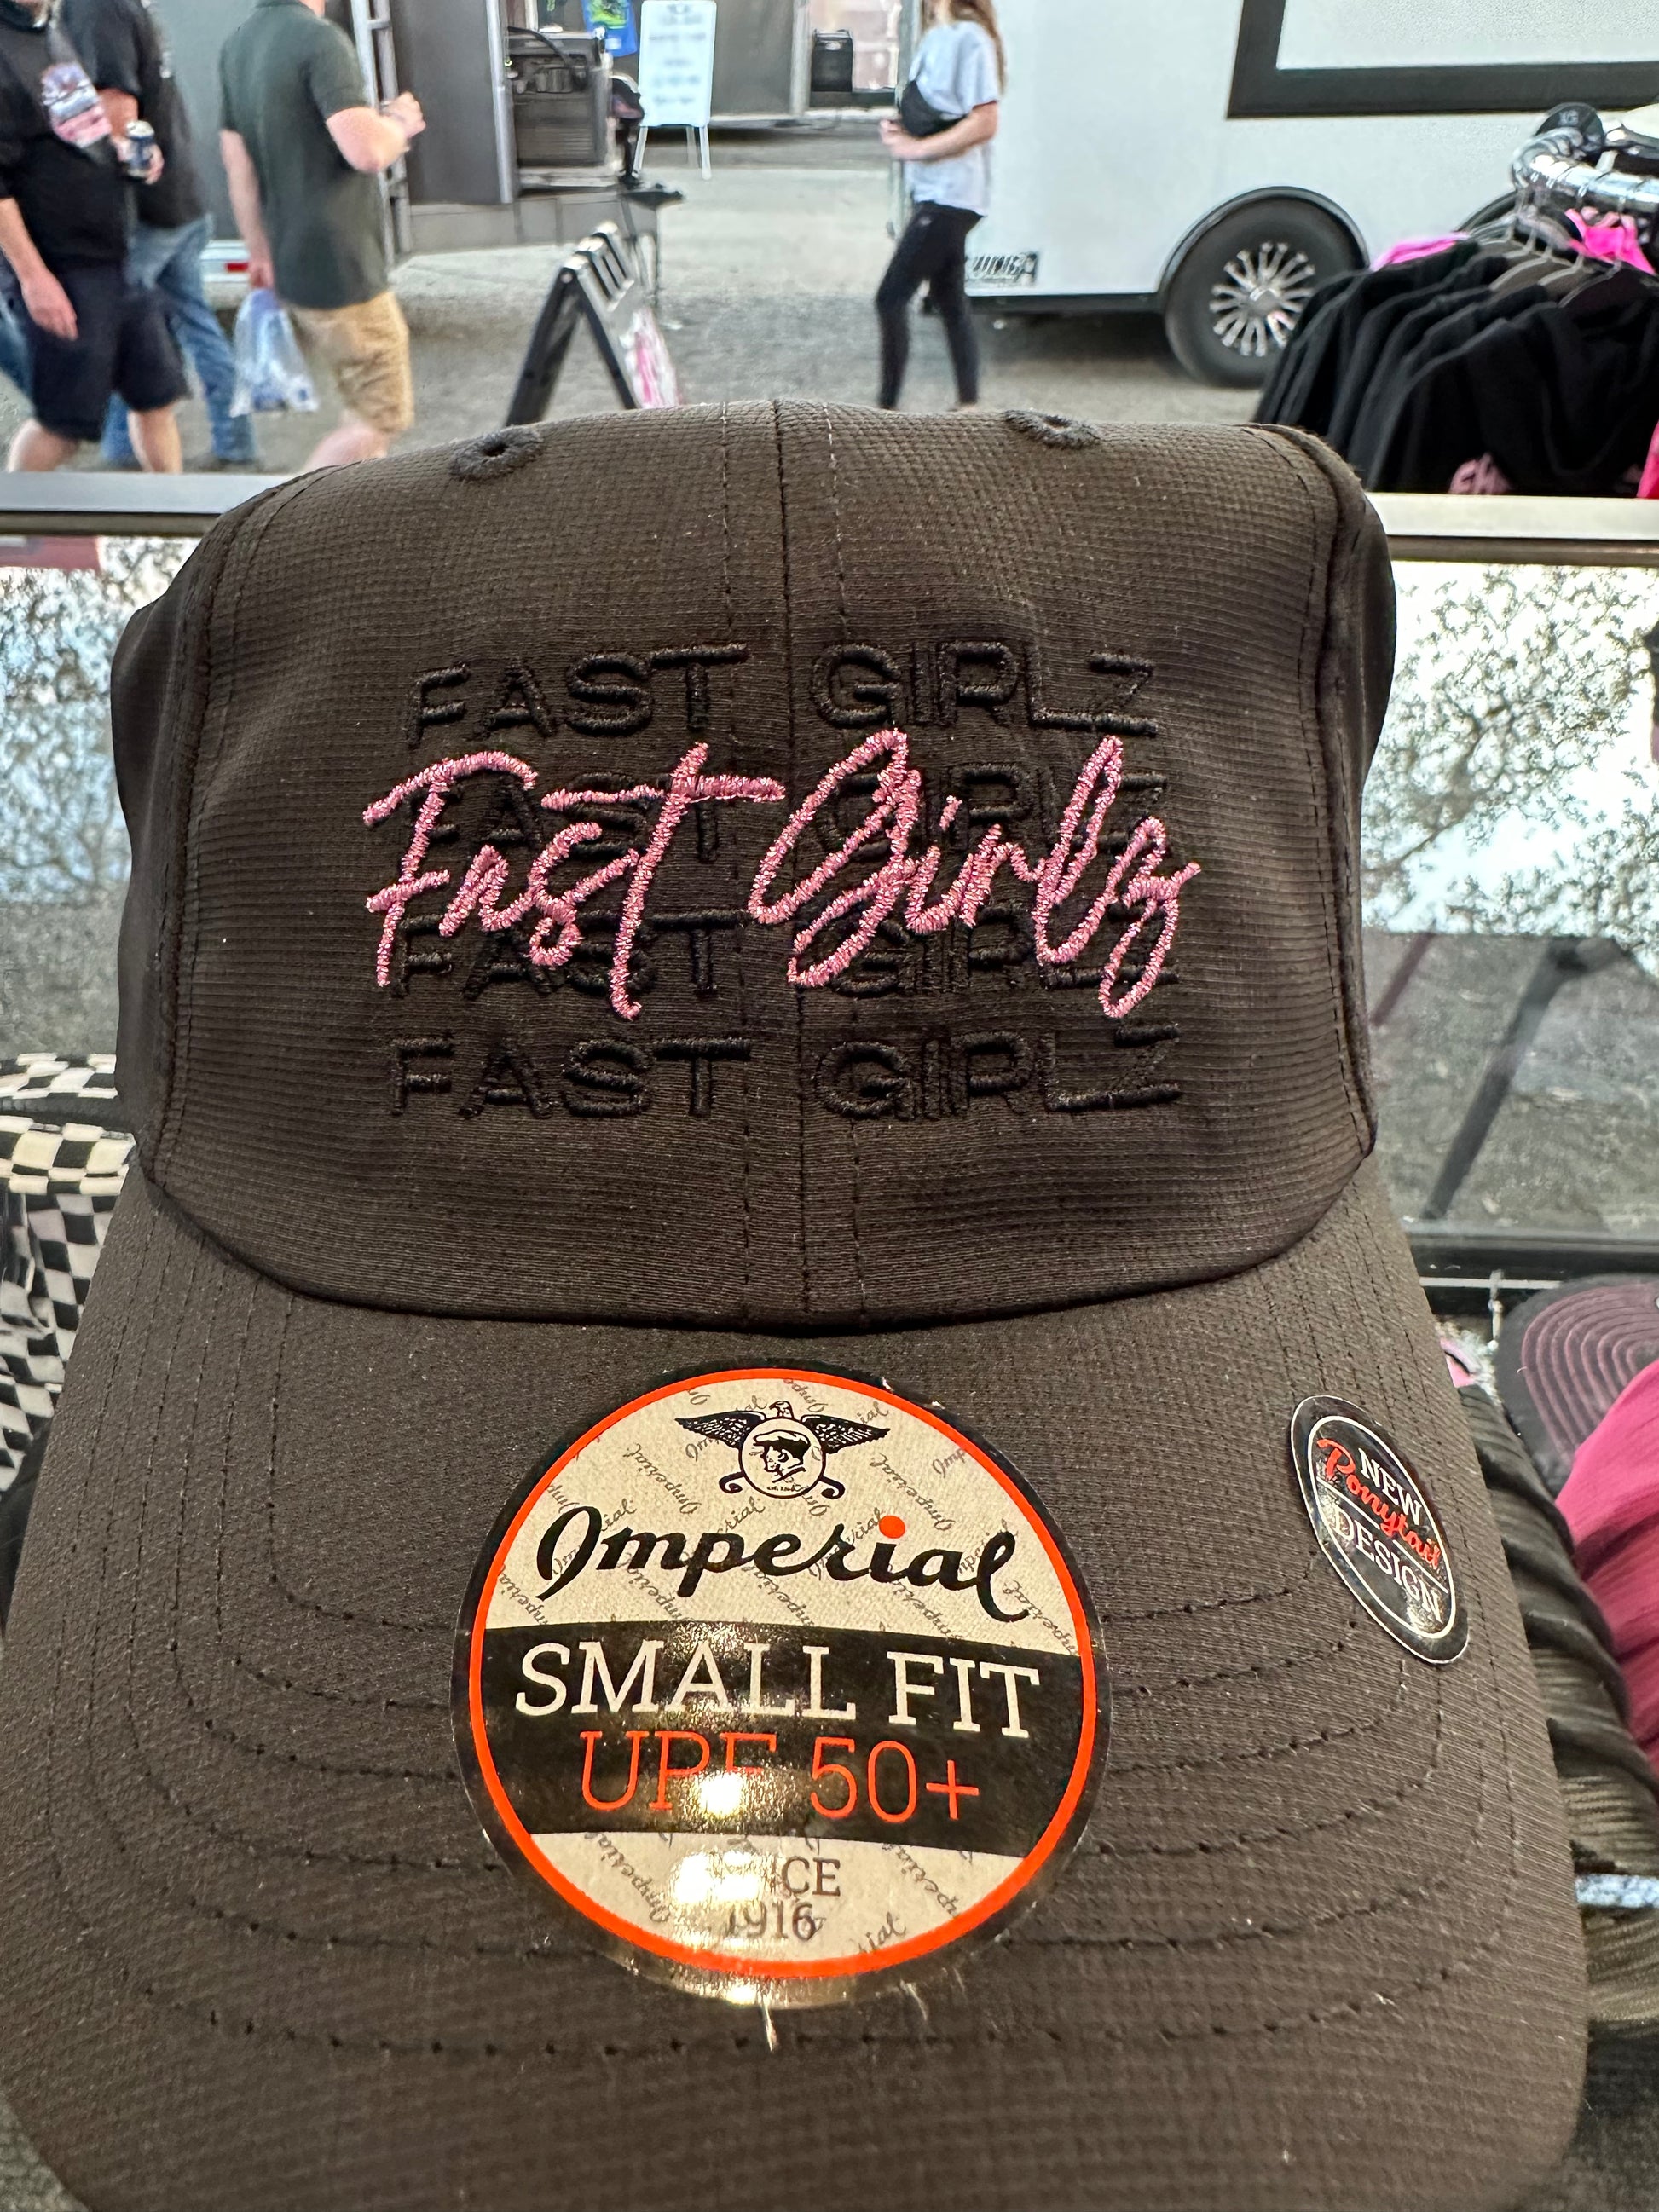 FAST GIRLZ
FAST GIRLZ
Fast Girlz
FAST GIRLZ
FAST GIRLZ
Imperial
SMALL FIT
UPF 50+
1916
NEW
Ponytail
DESIGN